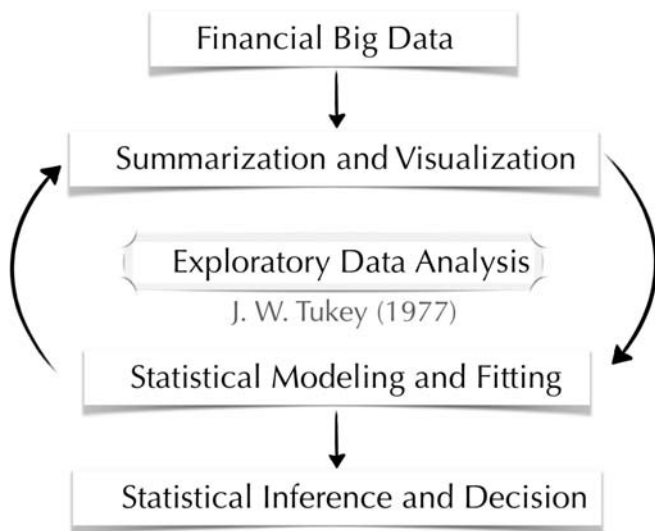 Financial Big Data
Summarization and Visualization
Exploratory Data Analysis
J. W. Tukey (1977)
Statistical Modeling and Fitting
Statistical Inference and Decision